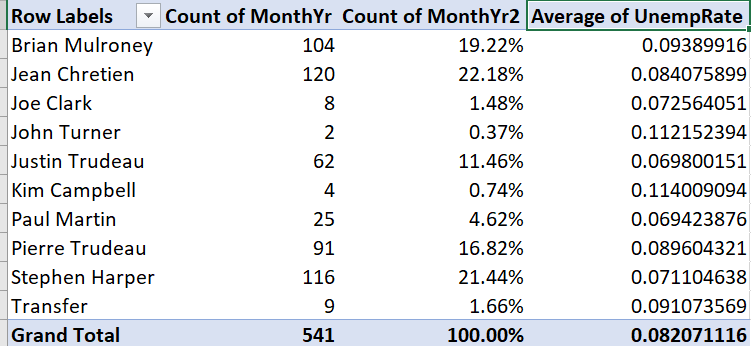 Row Labels Count of MonthYr Count of MonthYr2 Average of UnempRate
Brian Mulroney 104 19.22% 0.09389916
Jean Chretien 120 22.18% 0.084075899
Joe Clark 8 1.48% 0.072564051
John Turner 2 0.37% 0.112152394
Justin Trudeau 62 11.46% 0.069800151
Kim Campbell 4 0.74% 0.114009094
Paul Martin 25 4.62% 0.069423876
Pierre Trudeau 91 16.82% 0.089604321
Stephen Harper 116 21.44% 0.071104638
Transfer 9 1.66% 0.091073569
Grand Total 541 100.00% 0.082071116